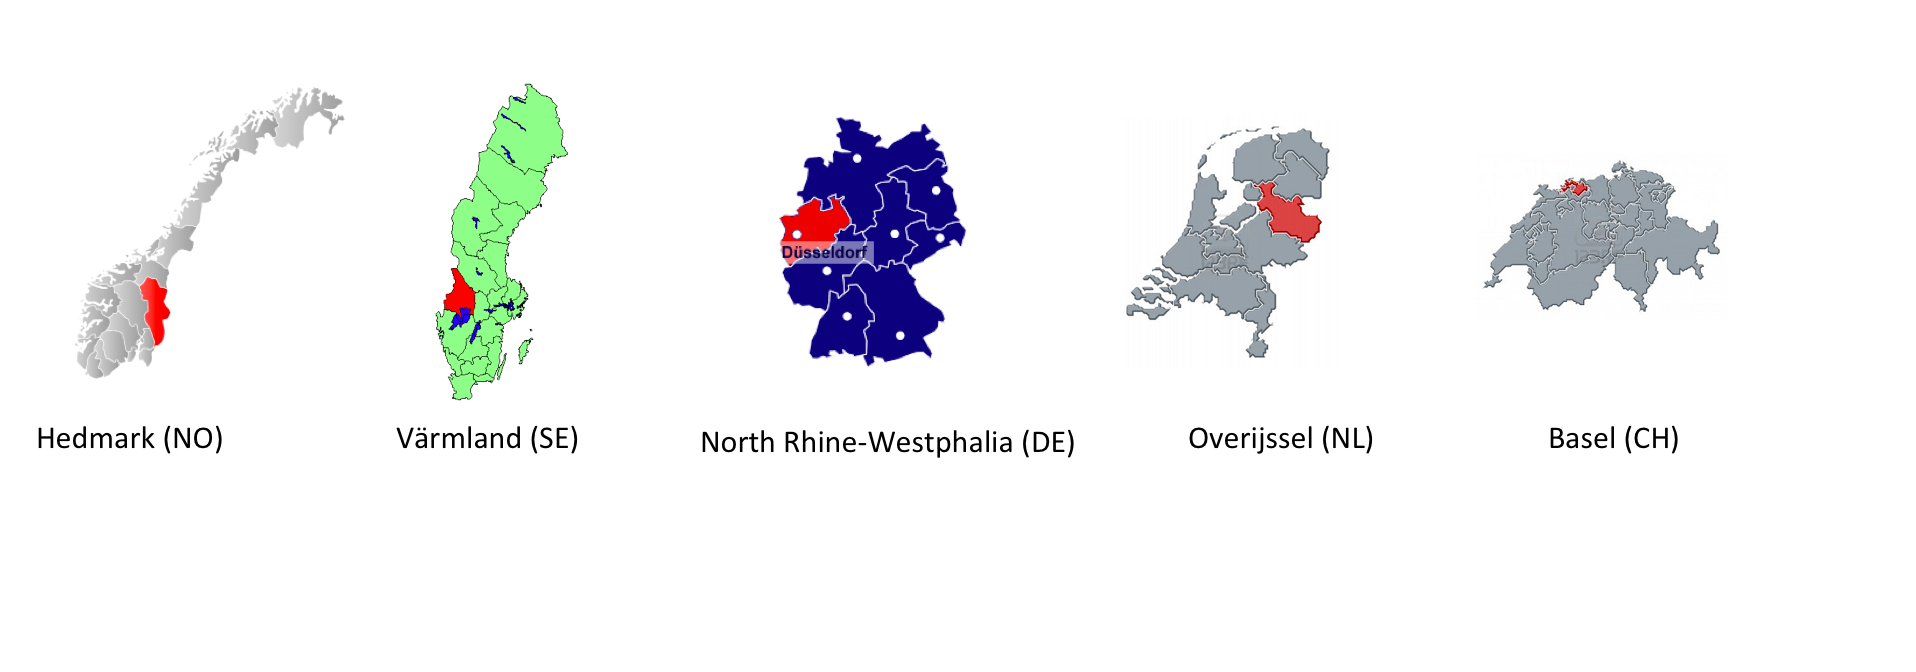 Düsseldorf
Hedmark (NO)
Värmland (SE)
North Rhine-Westphalia (DE)
Overijssel (NL)
Basel (CH)